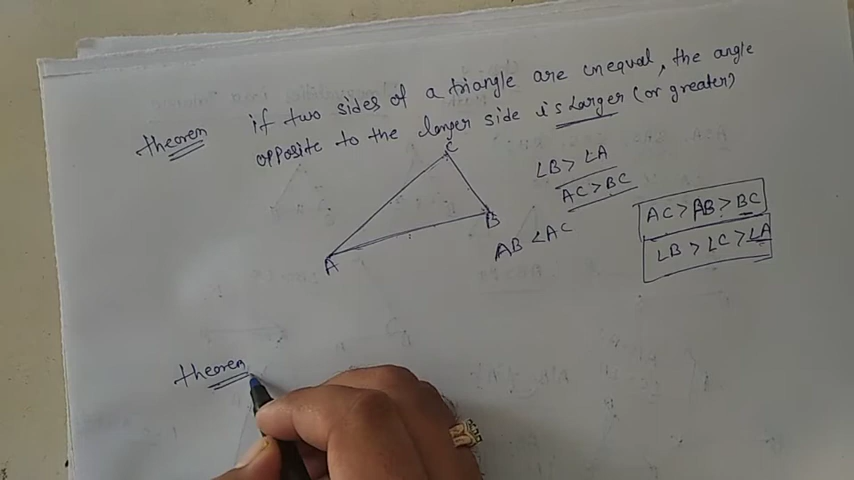 theorem if two sides of a triangle are unequal, the angle
opposite to the longer side is larger (or greater)
C
A
B
∠B > ∠A
AC > BC
AB < AC
AC > AB > BC
∠B > ∠C > ∠A
theorem